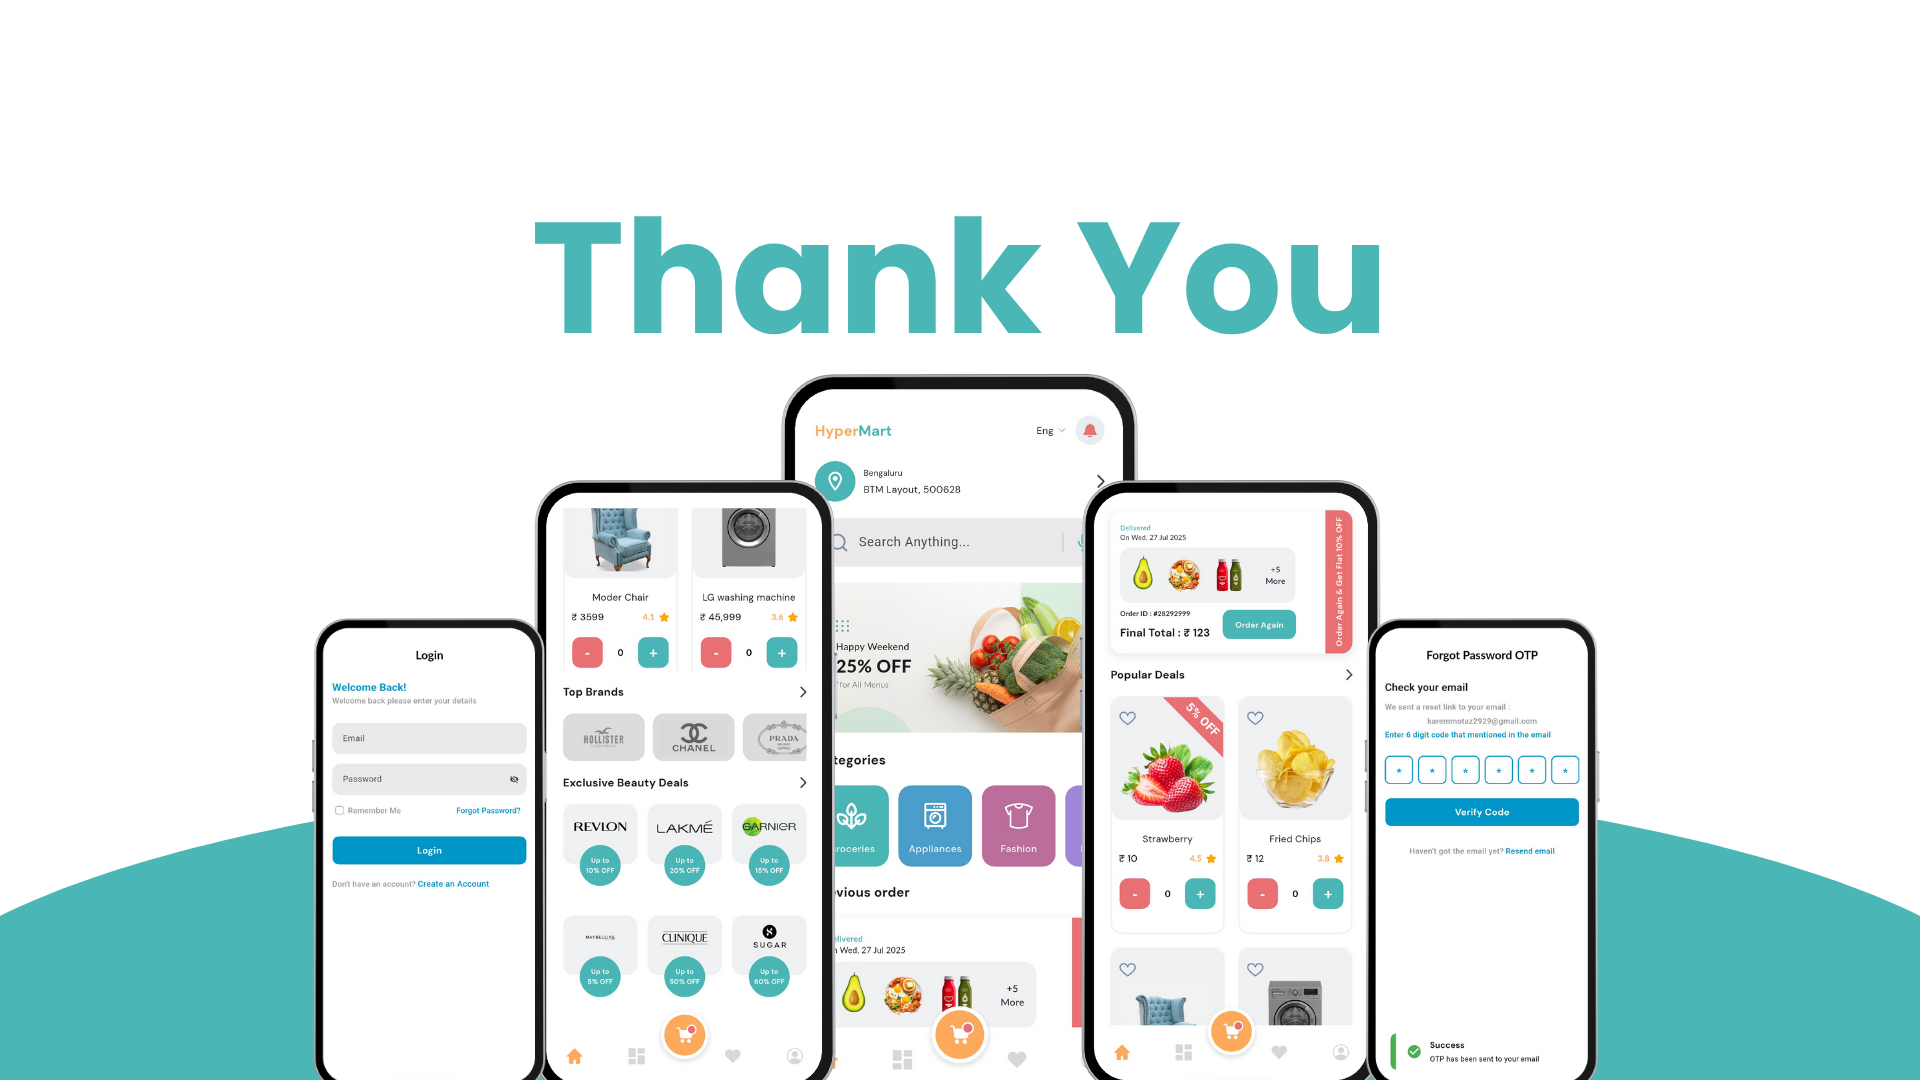 Thank You
Login
Welcome Back!
Welcome back please enter your details
Email
Password
Remember Me
Forgot Password?
Login
Don't have an account? Create an Account
Moder Chair
₹ 3599
4.1
- 0 +
LG washing machine
₹ 45,999
3.6
- 0 +
Top Brands
HOLLISTER
CALIFORNIA
CHANEL
PRADA
MILANO
Exclusive Beauty Deals
REVLON
Up to
10% OFF
LAKMÉ
Up to
20% OFF
GARNIER
Up to
15% OFF
MAYBELLINE
Up to
5% OFF
CLINIQUE
Up to
50% OFF
SUGAR
Up to
60% OFF
HyperMart
Eng
Bengaluru
BTM Layout, 500628
Search Anything...
Happy Weekend
25% OFF
*for All Menus
tegories
roceries
Appliances
Fashion
vious order
elivered
n Wed, 27 Jul 2025
+5
More
Delivered
On Wed, 27 Jul 2025
+5
More
Order ID : #28292999
Final Total : ₹ 123
Order Again
Order Again & Get Flat 10% OFF
Popular Deals
5% OFF
Strawberry
₹ 10
4.5
- 0 +
Fried Chips
₹ 12
3.8
- 0 +
Forgot Password OTP
Check your email
We sent a reset link to your email :
karemmotaz2929@gmail.com
Enter 6 digit code that mentioned in the email
* * * * * *
Verify Code
Haven't got the email yet? Resend email
Success
OTP has been sent to your email